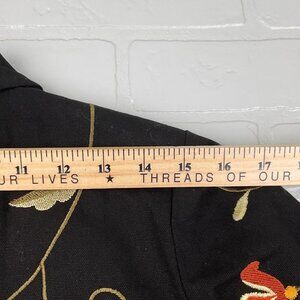 11 12 13 14 15 16 17
UR LIVES ★ THREADS OF OUR